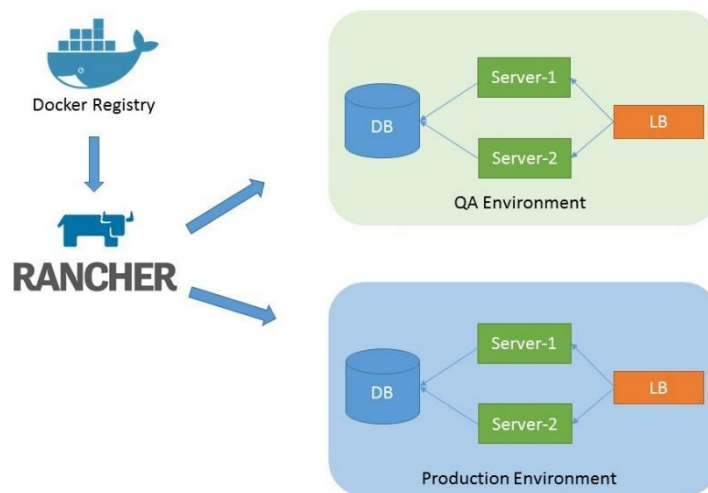 Docker Registry
RANCHER
Server-1
DB
LB
Server-2
QA Environment
Server-1
DB
LB
Server-2
Production Environment